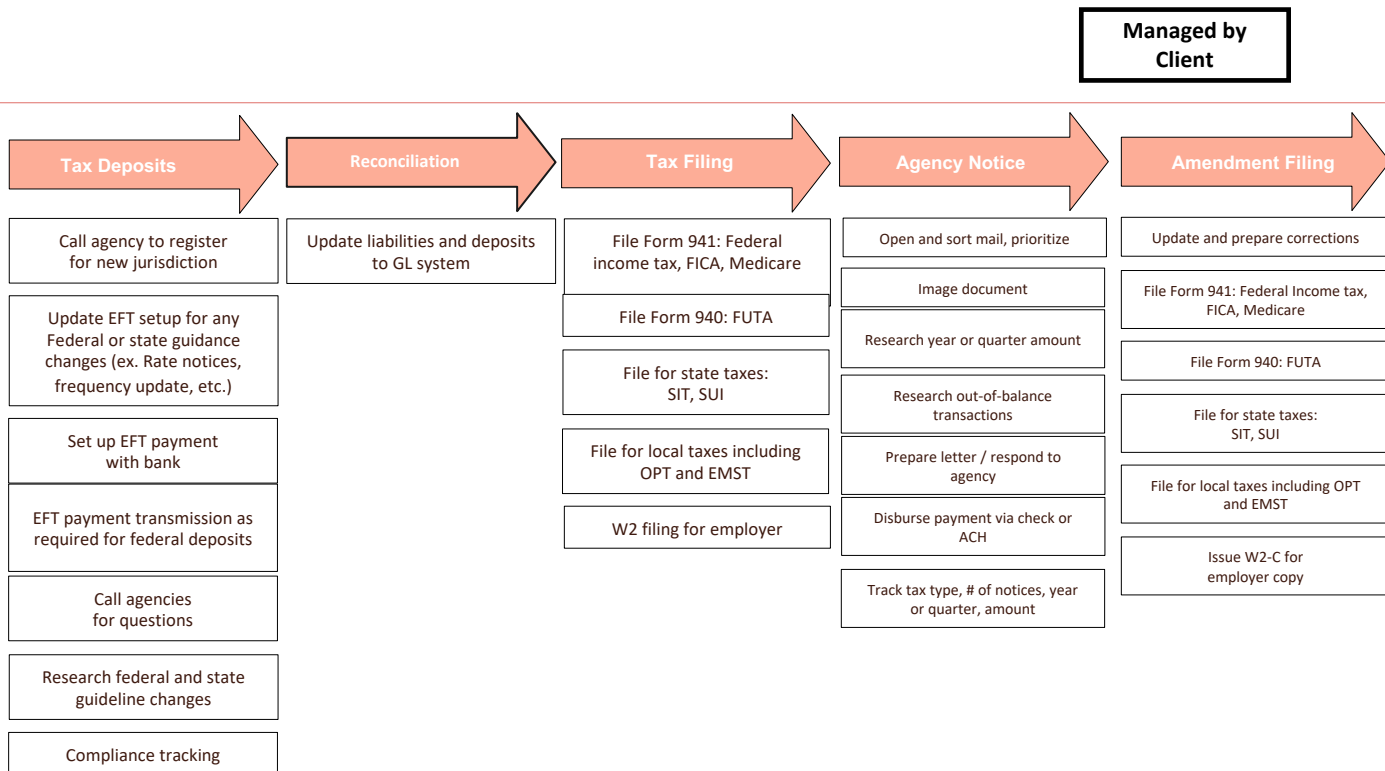 Managed by
Client
Tax Deposits
Reconciliation
Tax Filing
Agency Notice
Amendment Filing
Call agency to register
for new jurisdiction
Update EFT setup for any
Federal or state guidance
changes (ex. Rate notices,
frequency update, etc.)
Set up EFT payment
with bank
EFT payment transmission as
required for federal deposits
Call agencies
for questions
Research federal and state
guideline changes
Compliance tracking
Update liabilities and deposits
to GL system
File Form 941: Federal
income tax, FICA, Medicare
File Form 940: FUTA
File for state taxes:
SIT, SUI
File for local taxes including
OPT and EMST
W2 filing for employer
Open and sort mail, prioritize
Image document
Research year or quarter amount
Research out-of-balance
transactions
Prepare letter / respond to
agency
Disburse payment via check or
ACH
Track tax type, # of notices, year
or quarter, amount
Update and prepare corrections
File Form 941: Federal Income tax,
FICA, Medicare
File Form 940: FUTA
File for state taxes:
SIT, SUI
File for local taxes including OPT
and EMST
Issue W2-C for
employer copy